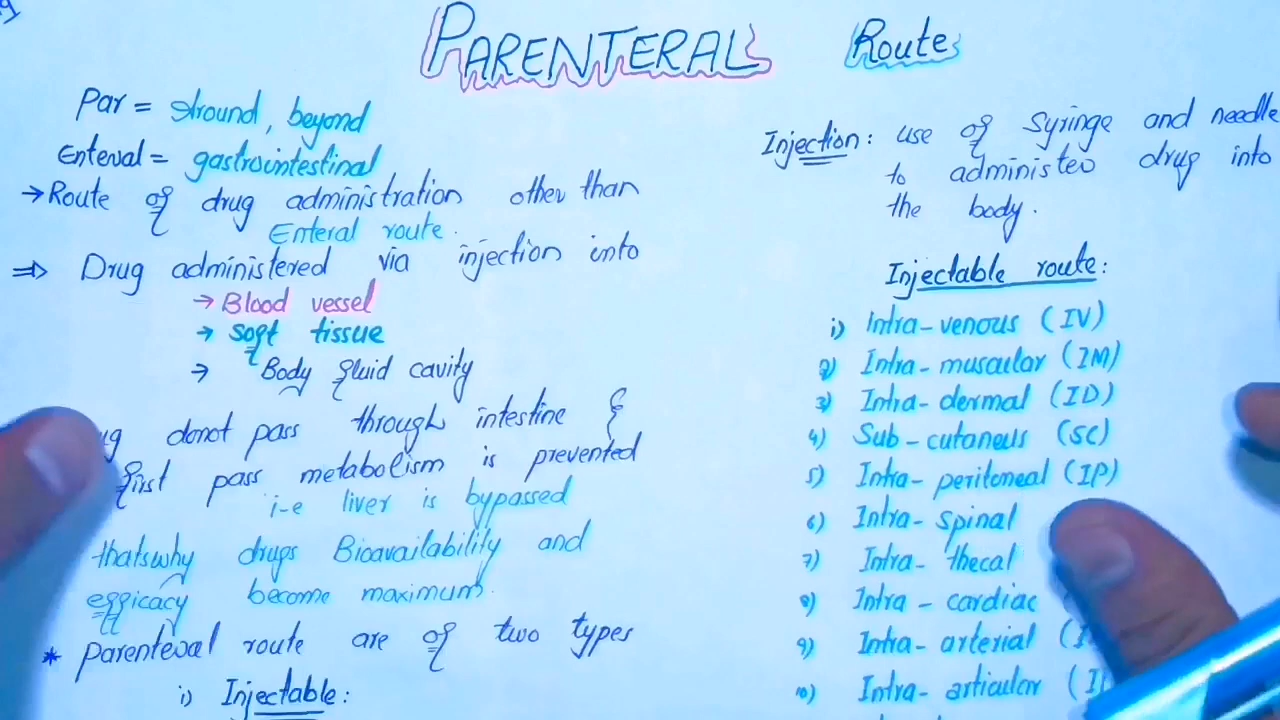 PARENTERAL Route
Par = around, beyond
Enteral = gastrointestinal
→ Route of drug administration other than
Enteral route.
⇒ Drug administered via injection into
→ Blood vessel
→ Soft tissue
→ Body fluid cavity
donot pass through intestine &
first pass metabolism is prevented
i-e liver is bypassed
thatswhy drugs Bioavailability and
efficacy become maximum.
* Parenteral route are of two types
i) Injectable:
Injection: use of Syringe and needle
to administer drug into
the body.
Injectable route:
i) Intra-venous (IV)
2) Intra-muscular (IM)
3) Intra-dermal (ID)
4) Sub-cutaneus (SC)
5) Intra-peritoneal (IP)
6) Intra-spinal
7) Intra-thecal
8) Intra-cardiac
9) Intra-arterial
10) Intra-articular